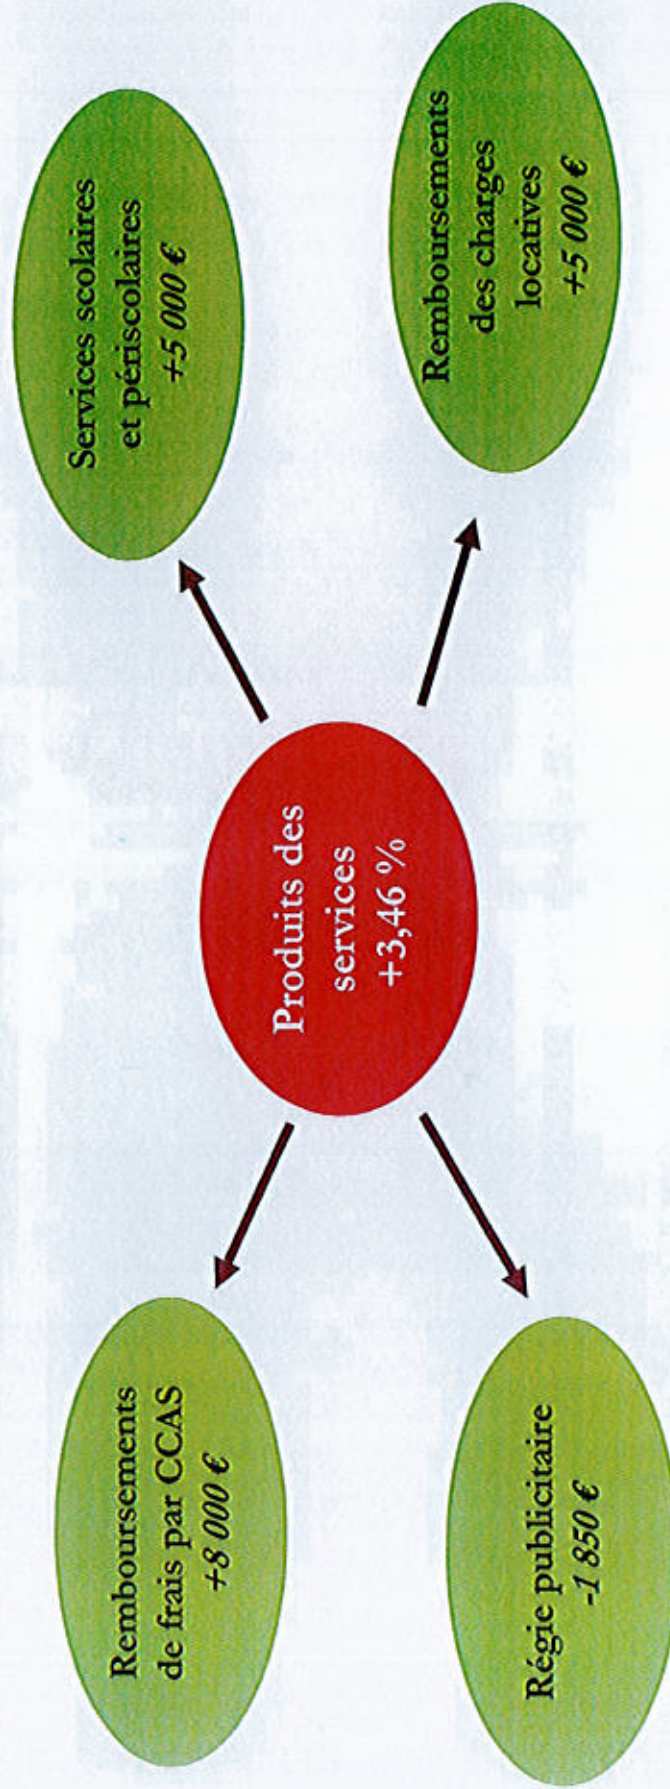 Remboursements
de frais par CCAS
+8 000 €
Services scolaires
et périscolaires
+5 000 €
Produits des
services
+3,46 %
Régie publicitaire
-1 850 €
Remboursements
des charges
locatives
+5 000 €